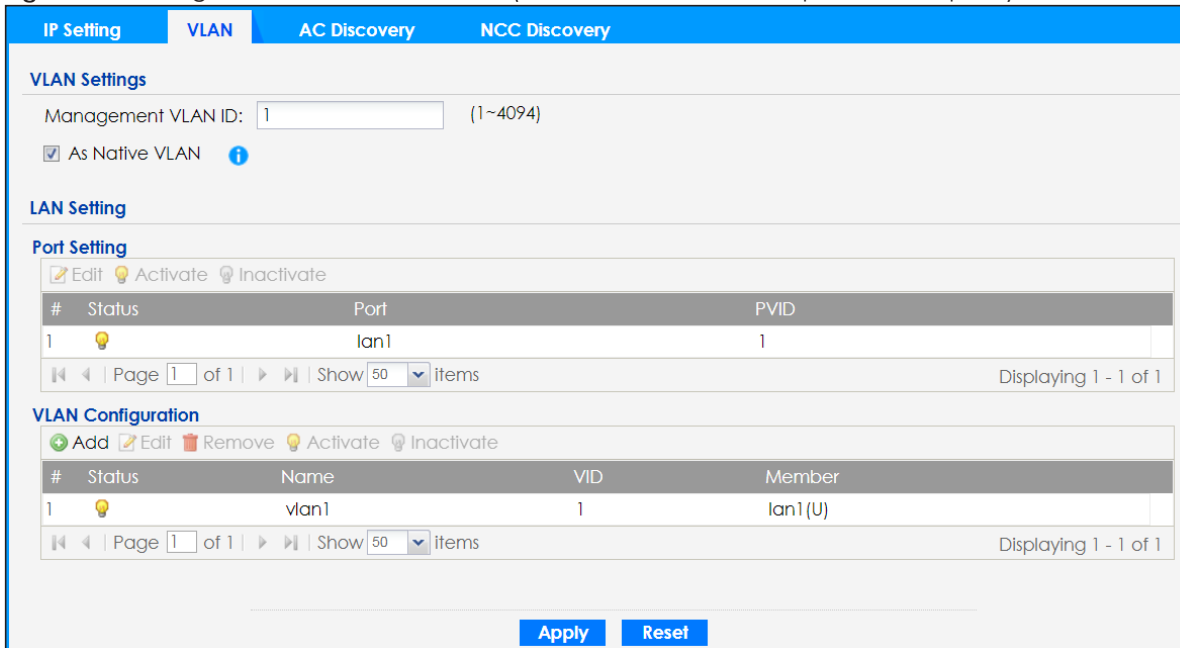 IP Setting VLAN AC Discovery NCC Discovery
VLAN Settings
Management VLAN ID: 1 (1~4094)
As Native VLAN
LAN Setting
Port Setting
Edit Activate Inactivate
# Status Port PVID
1 lan1 1
Page 1 of 1 Show 50 items Displaying 1 - 1 of 1
VLAN Configuration
Add Edit Remove Activate Inactivate
# Status Name VID Member
1 vlan1 1 lan1(U)
Page 1 of 1 Show 50 items Displaying 1 - 1 of 1
Apply Reset